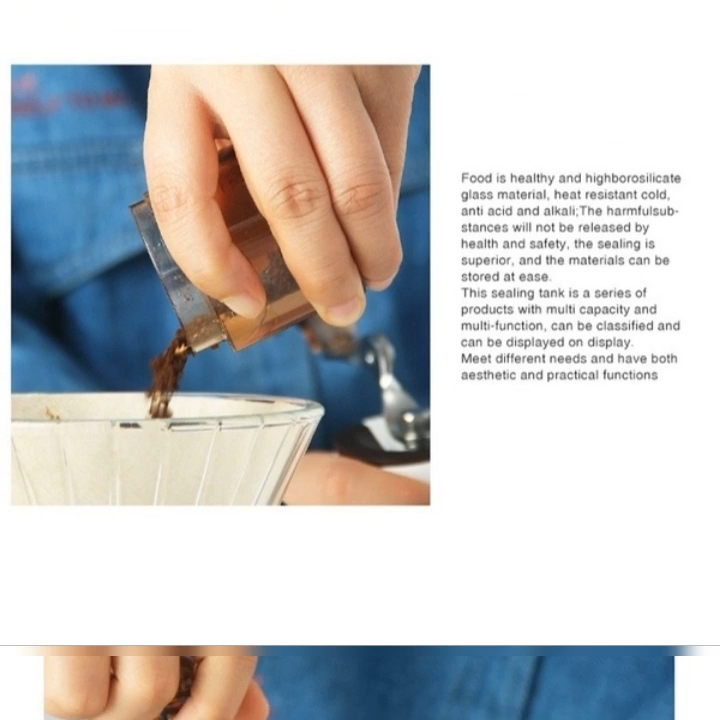 Food is healthy and highborosilicate
glass material, heat resistant cold,
anti acid and alkali;The harmfulsub-
stances will not be released by
health and safety, the sealing is
superior, and the materials can be
stored at ease.
This sealing tank is a series of
products with multi capacity and
multi-function, can be classified and
can be displayed on display.
Meet different needs and have both
aesthetic and practical functions